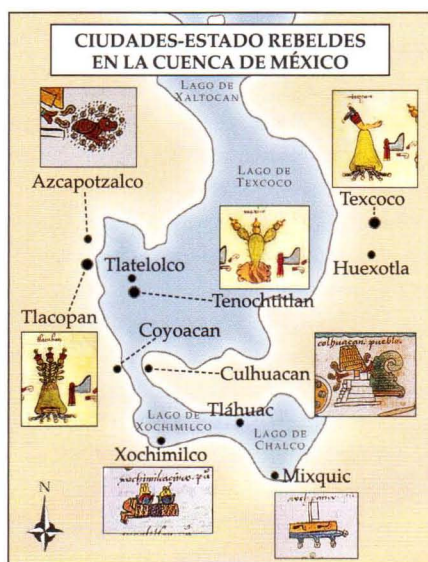 CIUDADES-ESTADO REBELDES
EN LA CUENCA DE MÉXICO
LAGO DE
XALTOCAN
Azcapotzalco
LAGO DE
TEXCOCO
Texcoco
Tlatelolco
Huexotla
Tlacopan
Tenochtitlan
Coyoacan
colhuacan pueblo
Culhuacan
LAGO DE
XOCHIMILCO
Tláhuac
LAGO DE
CHALCO
Xochimilco
Mixquic
N